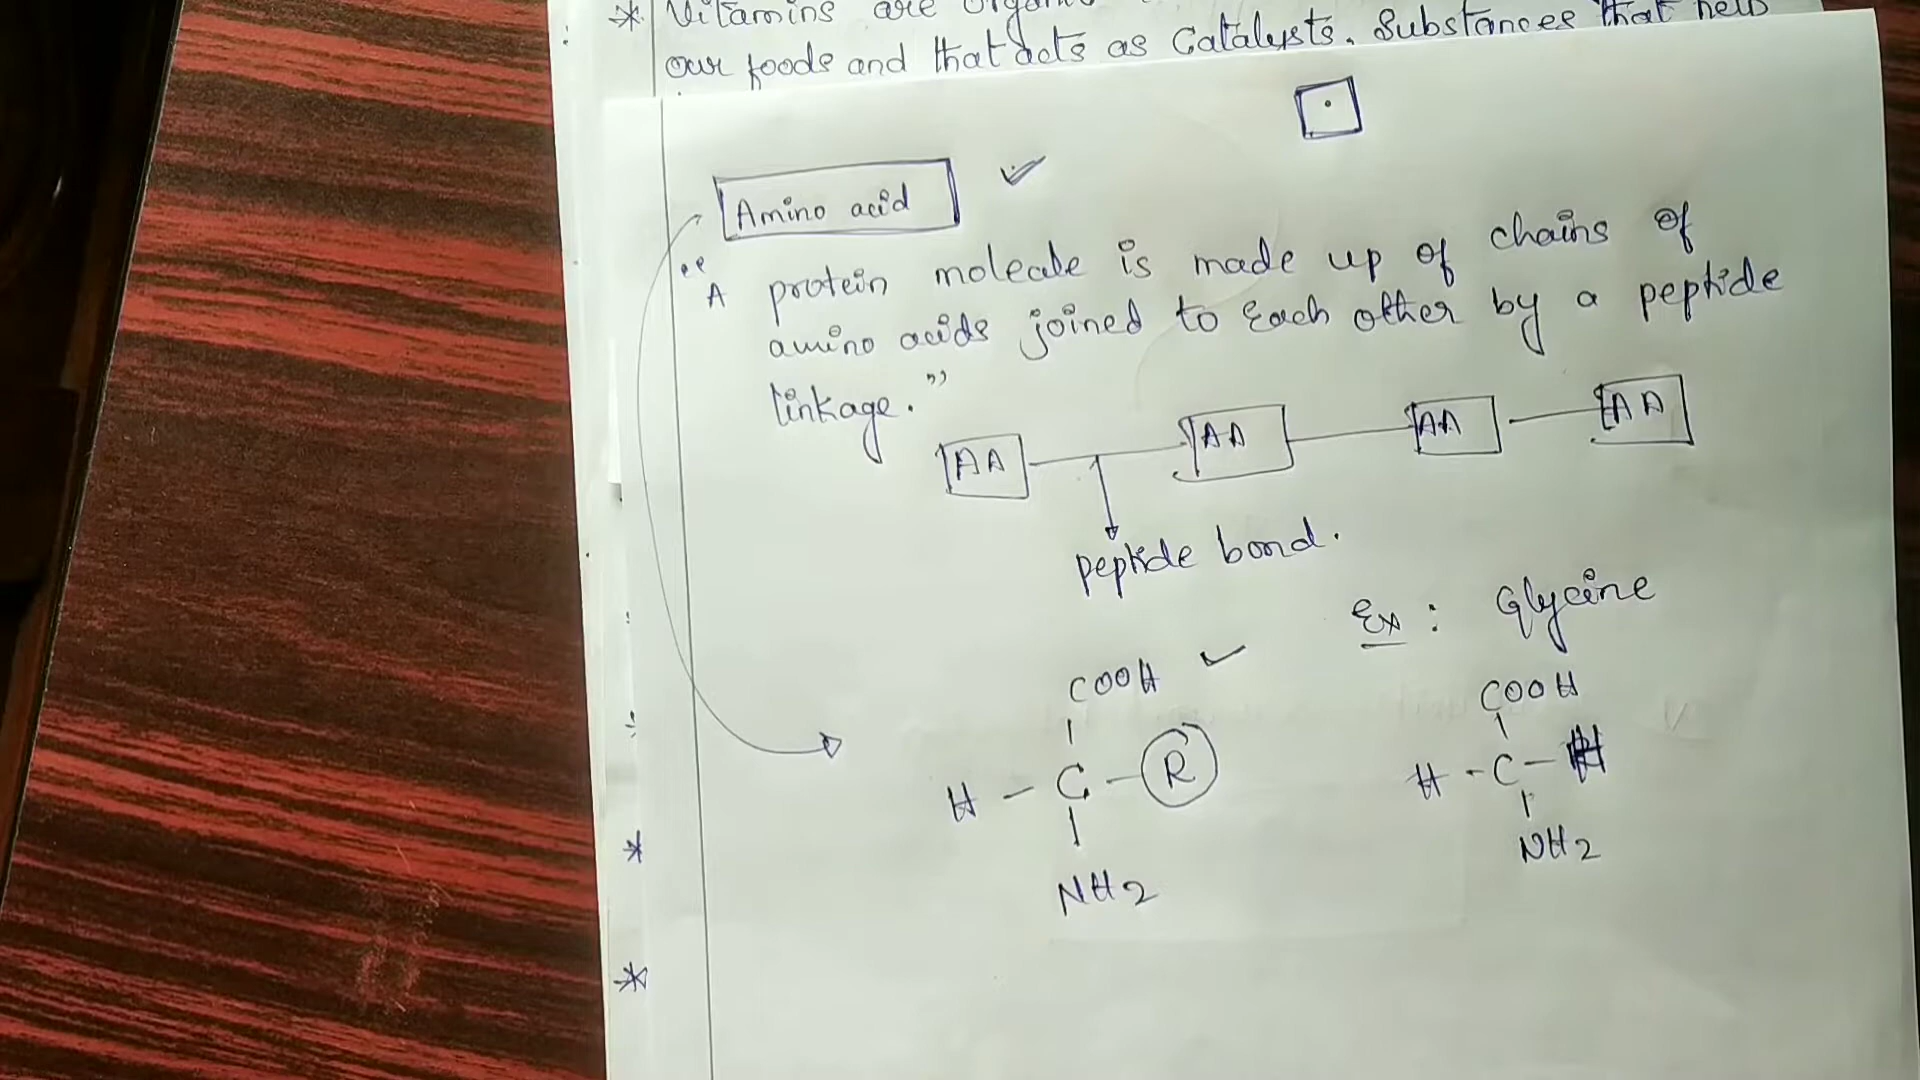 * Vitamins are
our foods and that acts as Catalysts. Substances that help
Amino acid ✓
"A protein molecule is made up of chains of
amino acids joined to Each other by a peptide
linkage."
AA — AA — AA — AA
peptide bond.
Ex : Glycine
COOH ✓
H - C - R
NH2
COOH
H - C - H
NH2
*
*